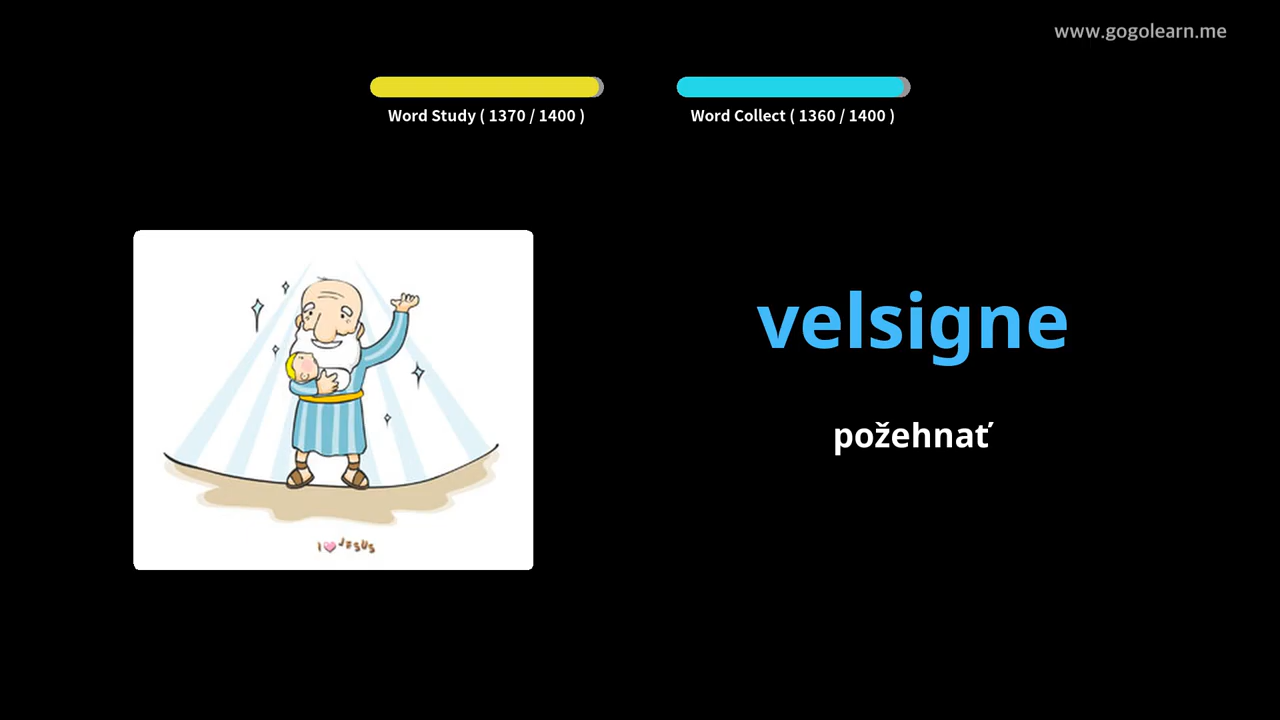 www.gogolearn.me
Word Study ( 1370 / 1400 )
Word Collect ( 1360 / 1400 )
velsigne
požehnať
I JESUS